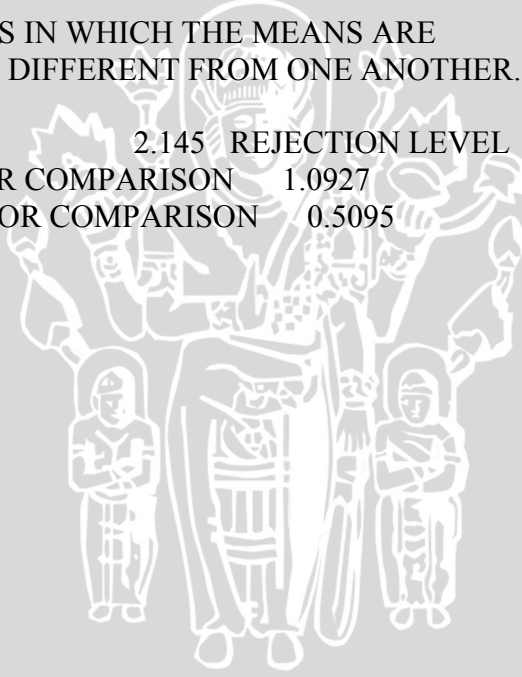 S IN WHICH THE MEANS ARE
DIFFERENT FROM ONE ANOTHER.
2.145 REJECTION LEVEL
R COMPARISON 1.0927
OR COMPARISON 0.5095